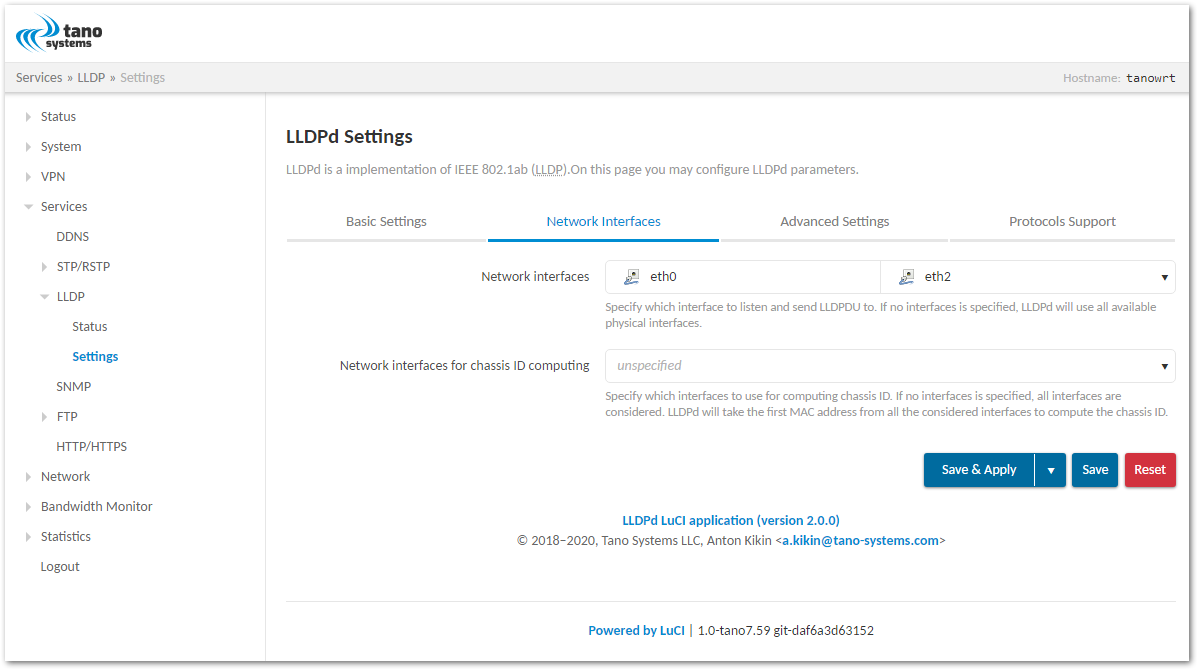 tano
systems
Services » LLDP » Settings
Hostname: tanowrt
Status
System
VPN
Services
DDNS
STP/RSTP
LLDP
Status
Settings
SNMP
FTP
HTTP/HTTPS
Network
Bandwidth Monitor
Statistics
Logout
LLDPd Settings
LLDPd is a implementation of IEEE 802.1ab (LLDP).On this page you may configure LLDPd parameters.
Basic Settings
Network Interfaces
Advanced Settings
Protocols Support
Network interfaces
eth0
eth2
Specify which interface to listen and send LLDPDU to. If no interfaces is specified, LLDPd will use all available
physical interfaces.
Network interfaces for chassis ID computing
unspecified
Specify which interfaces to use for computing chassis ID. If no interfaces is specified, all interfaces are
considered. LLDPd will take the first MAC address from all the considered interfaces to compute the chassis ID.
Save & Apply
Save
Reset
LLDPd LuCI application (version 2.0.0)
© 2018–2020, Tano Systems LLC, Anton Kikin <a.kikin@tano-systems.com>
Powered by LuCI | 1.0-tano7.59 git-daf6a3d63152